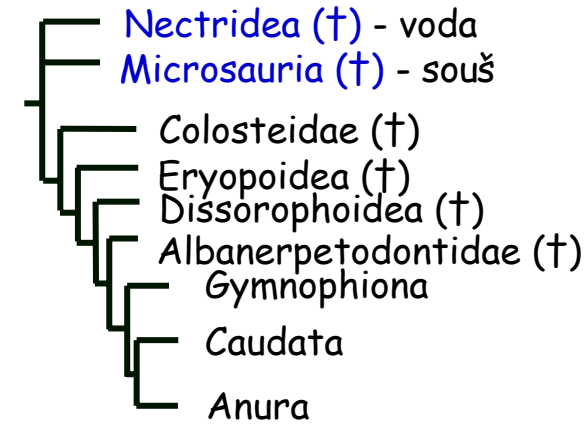 Nectridea (†) - voda
Microsauria (†) - souš
Colosteidae (†)
Eryopoidea (†)
Dissorophoidea (†)
Albanerpetodontidae (†)
Gymnophiona
Caudata
Anura